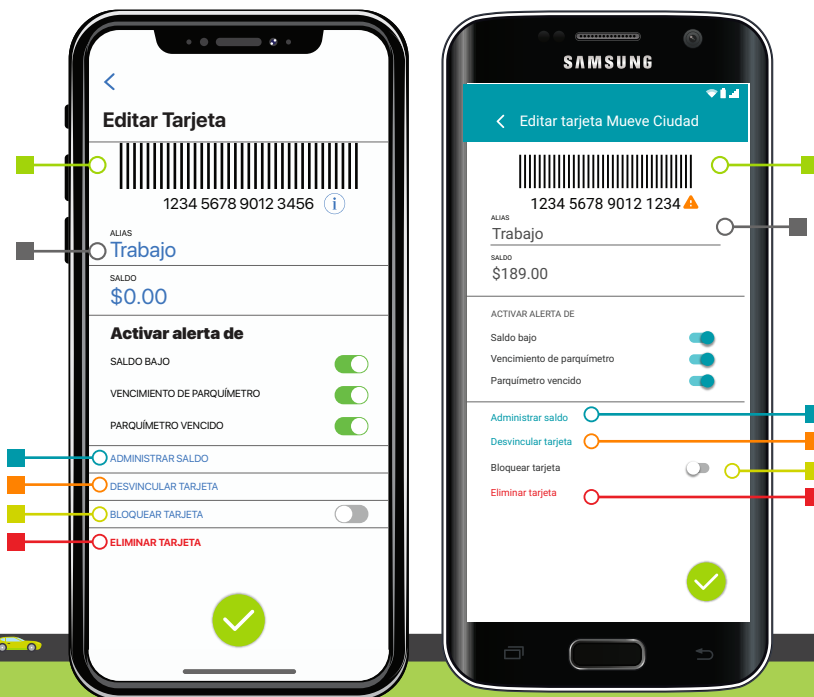 Editar Tarjeta
1234 5678 9012 3456 i
ALIAS
Trabajo
SALDO
$0.00
Activar alerta de
SALDO BAJO
VENCIMIENTO DE PARQUÍMETRO
PARQUÍMETRO VENCIDO
ADMINISTRAR SALDO
DESVINCULAR TARJETA
BLOQUEAR TARJETA
ELIMINAR TARJETA
SAMSUNG
Editar tarjeta Mueve Ciudad
1234 5678 9012 1234
ALIAS
Trabajo
SALDO
$189.00
ACTIVAR ALERTA DE
Saldo bajo
Vencimiento de parquímetro
Parquímetro vencido
Administrar saldo
Desvincular tarjeta
Bloquear tarjeta
Eliminar tarjeta